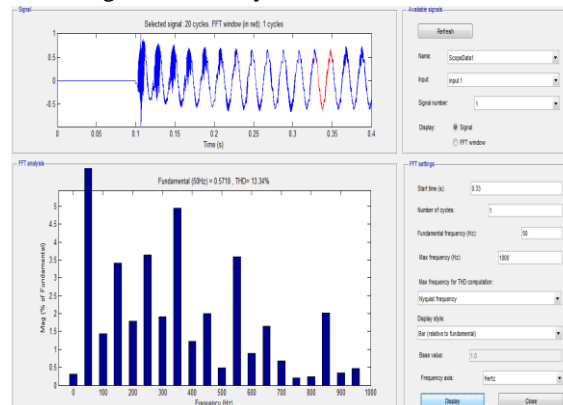 Signal
Selected signal: 20 cycles. FFT window (in red): 1 cycles
1
0.5
0
-0.5
0 0.05 0.1 0.15 0.2 0.25 0.3 0.35 0.4
Time (s)
FFT analysis
Fundamental (50Hz) = 0.5718 , THD= 13.34%
Mag (% of Fundamental)
5
4.5
4
3.5
3
2.5
2
1.5
1
0.5
0
0 100 200 300 400 500 600 700 800 900 1000
Frequency (Hz)
Available signals
Refresh
Name: ScopeData1
Input: input 1
Signal number: 1
Display: Signal
FFT window
FFT settings
Start time (s): 0.33
Number of cycles: 1
Fundamental frequency (Hz): 50
Max frequency (Hz): 1000
Max frequency for THD computation:
Nyquist frequency
Display style:
Bar (relative to fundamental)
Base value: 1.0
Frequency axis: Hertz
Display Close